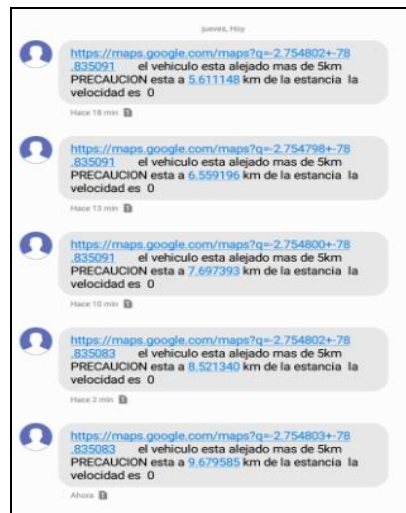 jueves, Hoy
https://maps.google.com/maps?q=-2.754802+-78
.835091 el vehiculo esta alejado mas de 5km
PRECAUCION esta a 5.611148 km de la estancia la
velocidad es 0
Hace 18 min 1
https://maps.google.com/maps?q=-2.754798+-78
.835091 el vehiculo esta alejado mas de 5km
PRECAUCION esta a 6.559196 km de la estancia la
velocidad es 0
Hace 13 min 1
https://maps.google.com/maps?q=-2.754800+-78
.835091 el vehiculo esta alejado mas de 5km
PRECAUCION esta a 7.697393 km de la estancia la
velocidad es 0
Hace 10 min 1
https://maps.google.com/maps?q=-2.754802+-78
.835083 el vehiculo esta alejado mas de 5km
PRECAUCION esta a 8.521340 km de la estancia la
velocidad es 0
Hace 2 min 1
https://maps.google.com/maps?q=-2.754803+-78
.835083 el vehiculo esta alejado mas de 5km
PRECAUCION esta a 9.679585 km de la estancia la
velocidad es 0
Ahora 1